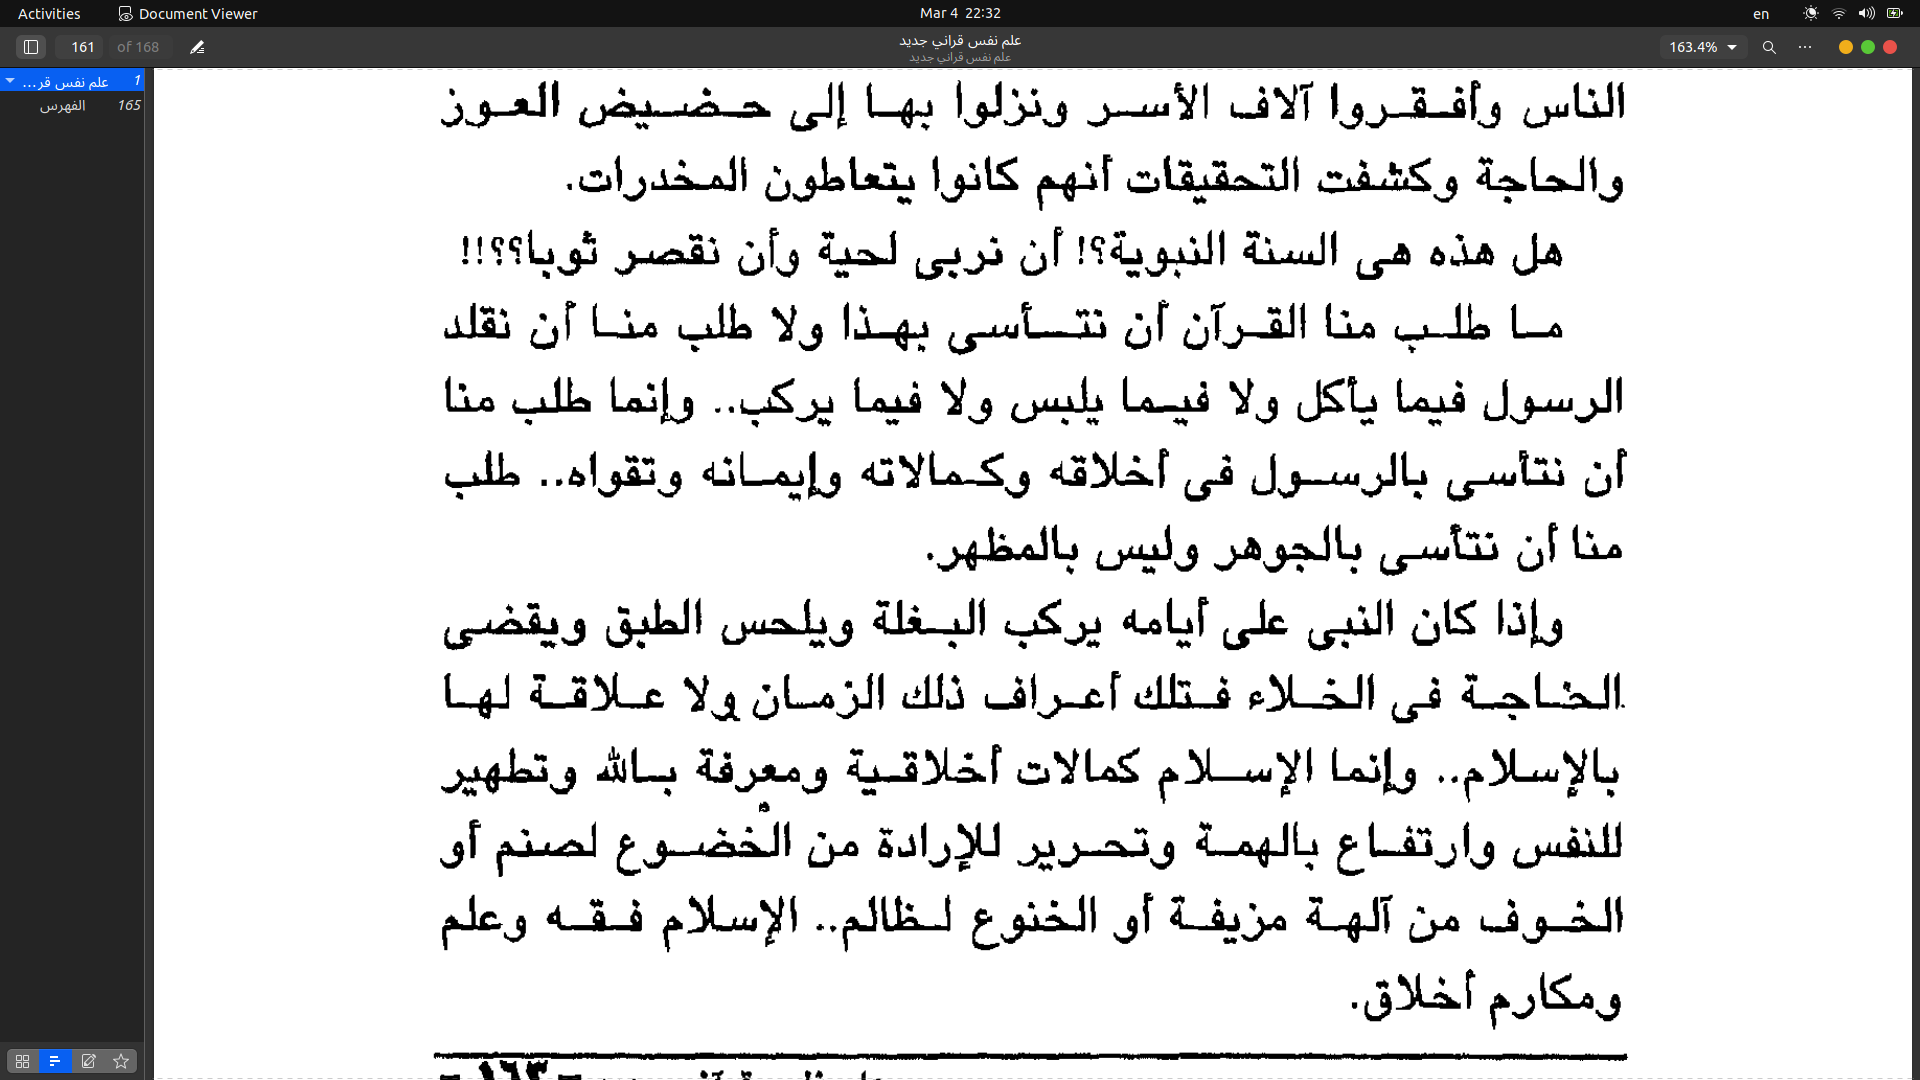 Activities
Document Viewer
Mar 4 22:32
en
161
of 168
علم نفس قراني جديد
علم نفس قراني جديد
163.4%
علم نفس قر... 1
الفهرس 165
الناس وأفقروا آلاف الأسر ونزلوا بها إلى حضيض العوز
والحاجة وكشفت التحقيقات أنهم كانوا يتعاطون المخدرات.
هل هذه هى السنة النبوية؟! أن نربى لحية وأن نقصر ثوبا؟؟!!
ما طلب منا القرآن أن نتأسى بهذا ولا طلب منا أن نقلد
الرسول فيما يأكل ولا فيما يلبس ولا فيما يركب.. وإنما طلب منا
أن نتأسى بالرسول فى أخلاقه وكمالاته وإيمانه وتقواه.. طلب
منا أن نتأسى بالجوهر وليس بالمظهر.
وإذا كان النبى على أيامه يركب البغلة ويلحس الطبق ويقضى
الحاجة فى الخلاء فتلك أعراف ذلك الزمان ولا علاقة لها
بالإسلام.. وإنما الإسلام كمالات أخلاقية ومعرفة بالله وتطهير
للنفس وارتفاع بالهمة وتحرير للإرادة من الخضوع لصنم أو
الخوف من آلهة مزيفة أو الخنوع لظالم.. الإسلام فقه وعلم
ومكارم أخلاق.